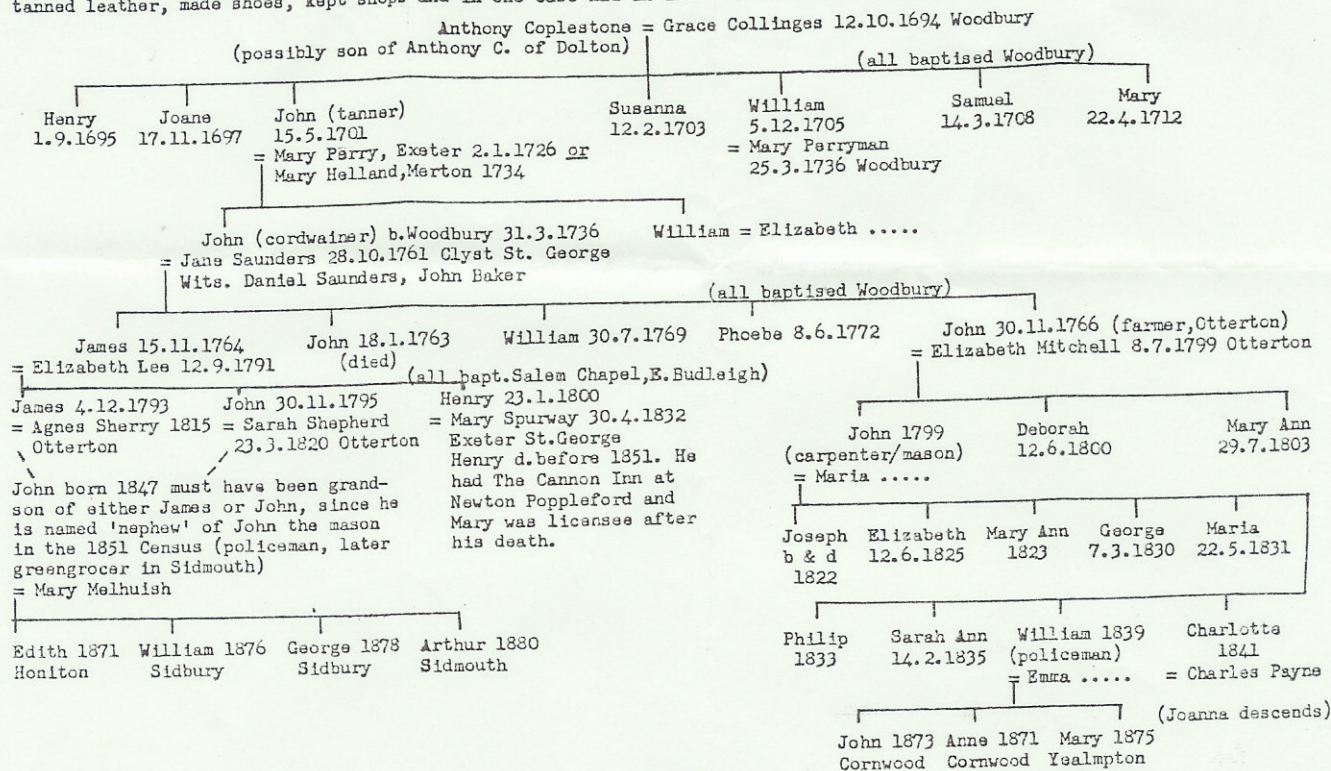 tanned leather, made shoes, kept shops and in one case had an
Anthony Coplestone = Grace Collinges 12.10.1694 Woodbury
(possibly son of Anthony C. of Dolton)
(all baptised Woodbury)
Henry
1.9.1695
Joane
17.11.1697
John (tanner)
15.5.1701
= Mary Perry, Exeter 2.1.1726 or
Mary Helland,Merton 1734
Susanna
12.2.1703
William
5.12.1705
= Mary Perryman
25.3.1736 Woodbury
Samuel
14.3.1708
Mary
22.4.1712
John (cordwainer) b.Woodbury 31.3.1736
= Jane Saunders 28.10.1761 Clyst St. George
Wits. Daniel Saunders, John Baker
William = Elizabeth .....
(all baptised Woodbury)
James 15.11.1764
= Elizabeth Lee 12.9.1791
John 18.1.1763
(died)
William 30.7.1769
Phoebe 8.6.1772
John 30.11.1766 (farmer,Otterton)
= Elizabeth Mitchell 8.7.1799 Otterton
(all bapt.Salem Chapel,E.Budleigh)
James 4.12.1793
= Agnes Sherry 1815
Otterton
John 30.11.1795
= Sarah Shepherd
23.3.1820 Otterton
Henry 23.1.1800
= Mary Spurway 30.4.1832
Exeter St.George
Henry d.before 1851. He
had The Cannon Inn at
Newton Poppleford and
Mary was licensee after
his death.
John 1799
(carpenter/mason)
= Maria .....
Deborah
12.6.1800
Mary Ann
29.7.1803
John born 1847 must have been grand-
son of either James or John, since he
is named 'nephew' of John the mason
in the 1851 Census (policeman, later
greengrocer in Sidmouth)
= Mary Melhuish
Joseph
b & d
1822
Elizabeth
12.6.1825
Mary Ann
1823
George
7.3.1830
Maria
22.5.1831
Edith 1871
Honiton
William 1876
Sidbury
George 1878
Sidbury
Arthur 1880
Sidmouth
Philip
1833
Sarah Ann
14.2.1835
William 1839
(policeman)
= Emma .....
Charlotte
1841
= Charles Payne
(Joanna descends)
John 1873
Cornwood
Anne 1871
Cornwood
Mary 1875
Yealmpton